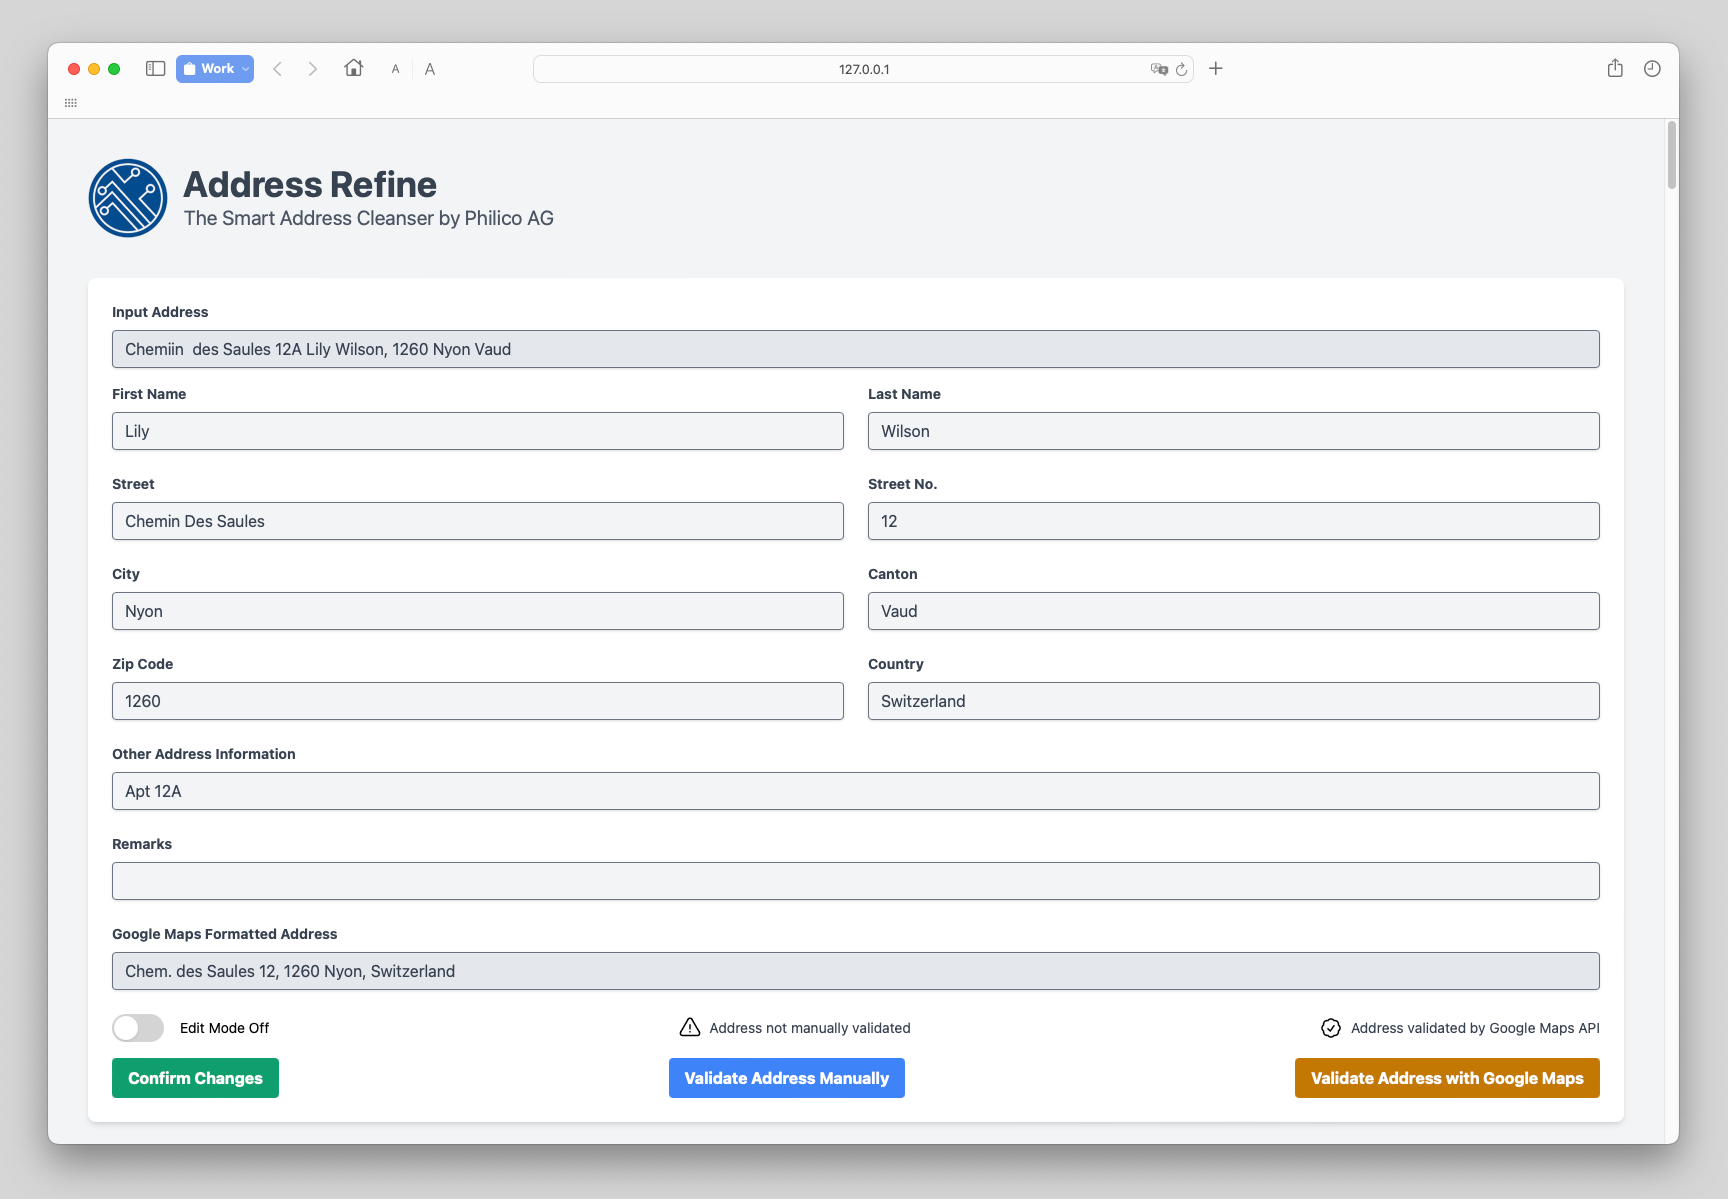 Work
A A
127.0.0.1
Address Refine
The Smart Address Cleanser by Philico AG
Input Address
Chemiin  des Saules 12A Lily Wilson, 1260 Nyon Vaud
First Name
Last Name
Lily
Wilson
Street
Street No.
Chemin Des Saules
12
City
Canton
Nyon
Vaud
Zip Code
Country
1260
Switzerland
Other Address Information
Apt 12A
Remarks
Google Maps Formatted Address
Chem. des Saules 12, 1260 Nyon, Switzerland
Edit Mode Off
Address not manually validated
Address validated by Google Maps API
Confirm Changes
Validate Address Manually
Validate Address with Google Maps